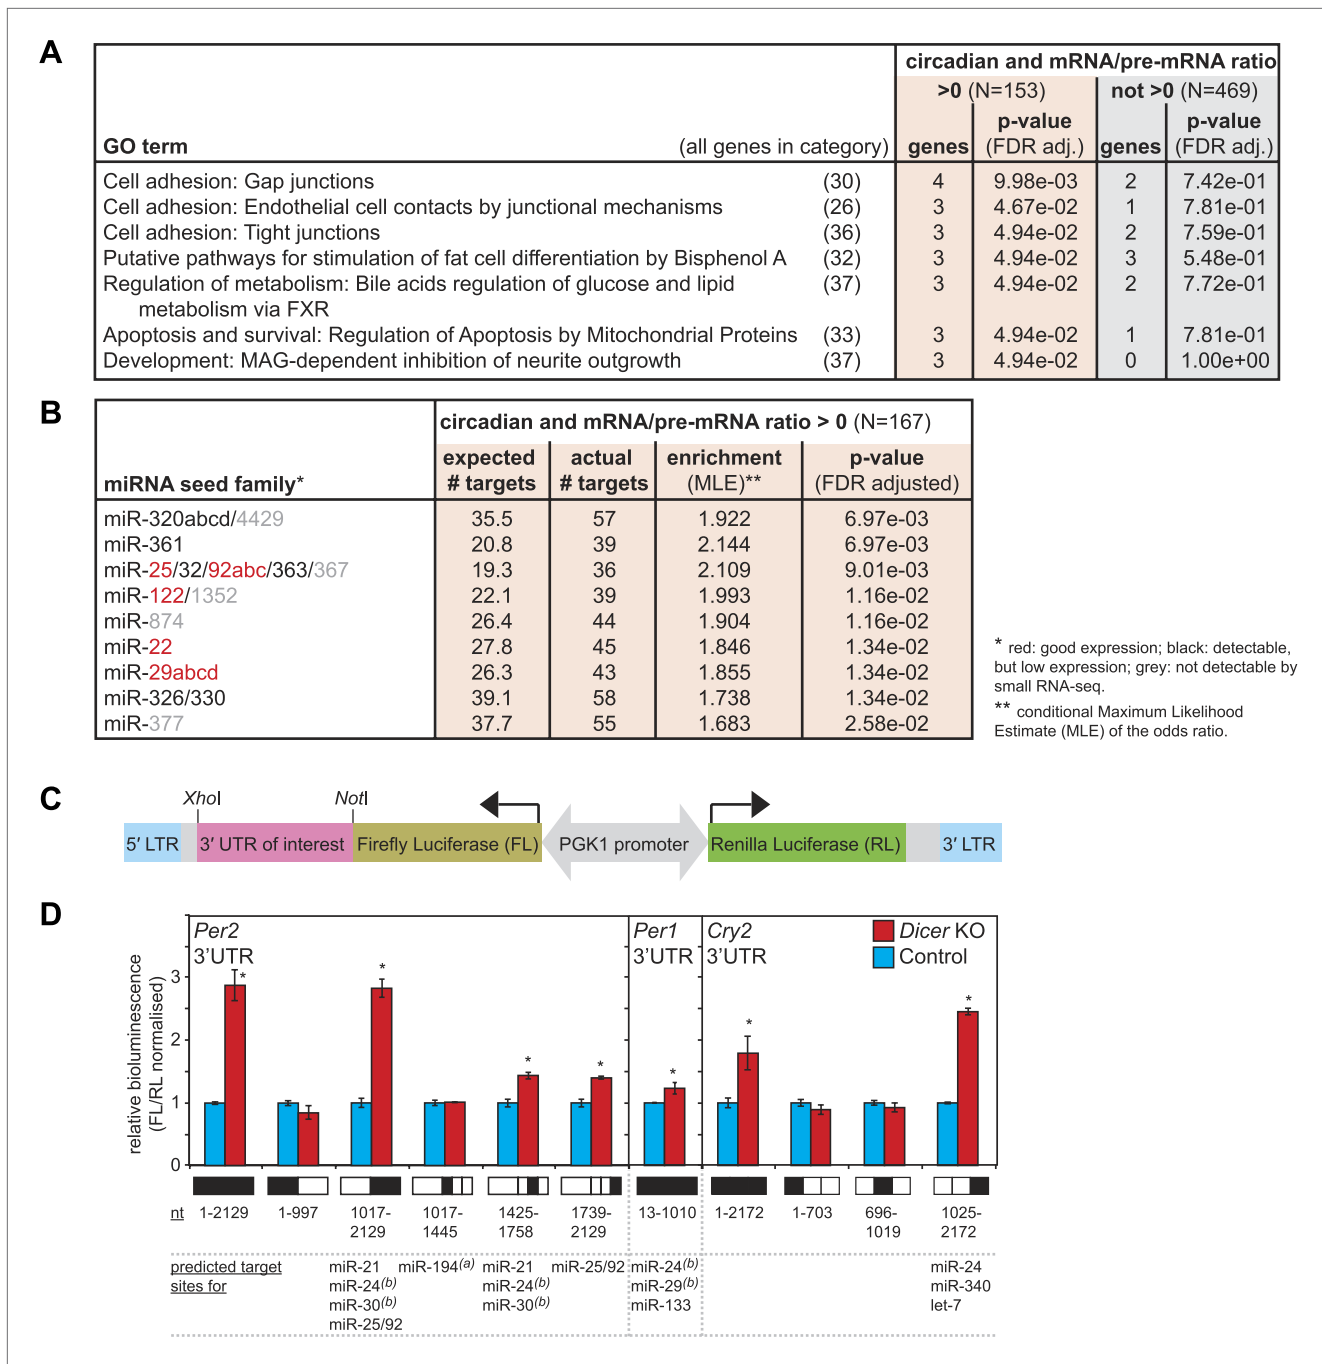 A
circadian and mRNA/pre-mRNA ratio
>0 (N=153) not >0 (N=469)
p-value p-value
GO term (all genes in category) genes (FDR adj.) genes (FDR adj.)
Cell adhesion: Gap junctions (30) 4 9.98e-03 2 7.42e-01
Cell adhesion: Endothelial cell contacts by junctional mechanisms (26) 3 4.67e-02 1 7.81e-01
Cell adhesion: Tight junctions (36) 3 4.94e-02 2 7.59e-01
Putative pathways for stimulation of fat cell differentiation by Bisphenol A (32) 3 4.94e-02 3 5.48e-01
Regulation of metabolism: Bile acids regulation of glucose and lipid (37) 3 4.94e-02 2 7.72e-01
metabolism via FXR
Apoptosis and survival: Regulation of Apoptosis by Mitochondrial Proteins (33) 3 4.94e-02 1 7.81e-01
Development: MAG-dependent inhibition of neurite outgrowth (37) 3 4.94e-02 0 1.00e+00
B
circadian and mRNA/pre-mRNA ratio > 0 (N=167)
expected actual enrichment p-value
miRNA seed family* # targets # targets (MLE)** (FDR adjusted)
miR-320abcd/4429 35.5 57 1.922 6.97e-03
miR-361 20.8 39 2.144 6.97e-03
miR-25/32/92abc/363/367 19.3 36 2.109 9.01e-03
miR-122/1352 22.1 39 1.993 1.16e-02
miR-874 26.4 44 1.904 1.16e-02
miR-22 27.8 45 1.846 1.34e-02
miR-29abcd 26.3 43 1.855 1.34e-02
miR-326/330 39.1 58 1.738 1.34e-02
miR-377 37.7 55 1.683 2.58e-02
* red: good expression; black: detectable,
but low expression; grey: not detectable by
small RNA-seq.
** conditional Maximum Likelihood
Estimate (MLE) of the odds ratio.
C
XhoI NotI
5′ LTR 3′ UTR of interest Firefly Luciferase (FL) PGK1 promoter Renilla Luciferase (RL) 3′ LTR
D
Per2 Per1 Cry2 Dicer KO
3'UTR 3'UTR 3'UTR Control
relative bioluminescence
(FL/RL normalised)
3
2
1
0
* * * * * * *
nt 1-2129 1-997 1017-2129 1017-1445 1425-1758 1739-2129 13-1010 1-2172 1-703 696-1019 1025-2172
predicted target miR-21 miR-194(a) miR-21 miR-25/92 miR-24(b) miR-24
sites for miR-24(b) miR-24(b) miR-29(b) miR-340
miR-30(b) miR-30(b) miR-133 let-7
miR-25/92